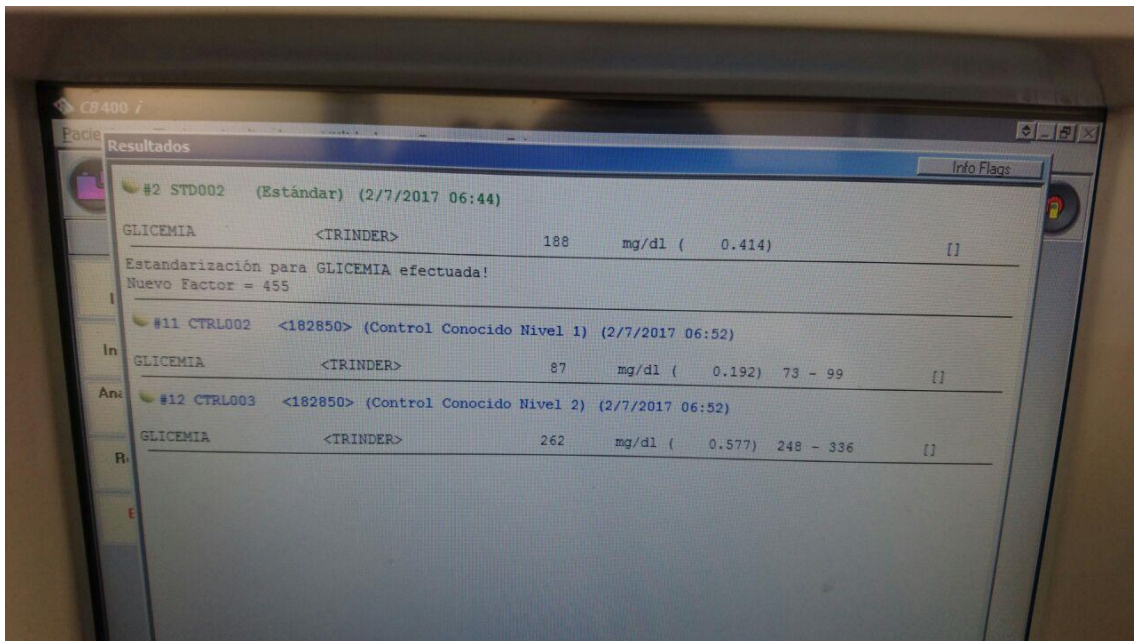 CB400 i
Pacie
Resultados
Info Flags
#2 STD002 (Estándar) (2/7/2017 06:44)
GLICEMIA <TRINDER> 188 mg/dl ( 0.414) []
Estandarización para GLICEMIA efectuada!
Nuevo Factor = 455
#11 CTRL002 <182850> (Control Conocido Nivel 1) (2/7/2017 06:52)
GLICEMIA <TRINDER> 87 mg/dl ( 0.192) 73 - 99 []
#12 CTRL003 <182850> (Control Conocido Nivel 2) (2/7/2017 06:52)
GLICEMIA <TRINDER> 262 mg/dl ( 0.577) 248 - 336 []
In
Ana
R
E